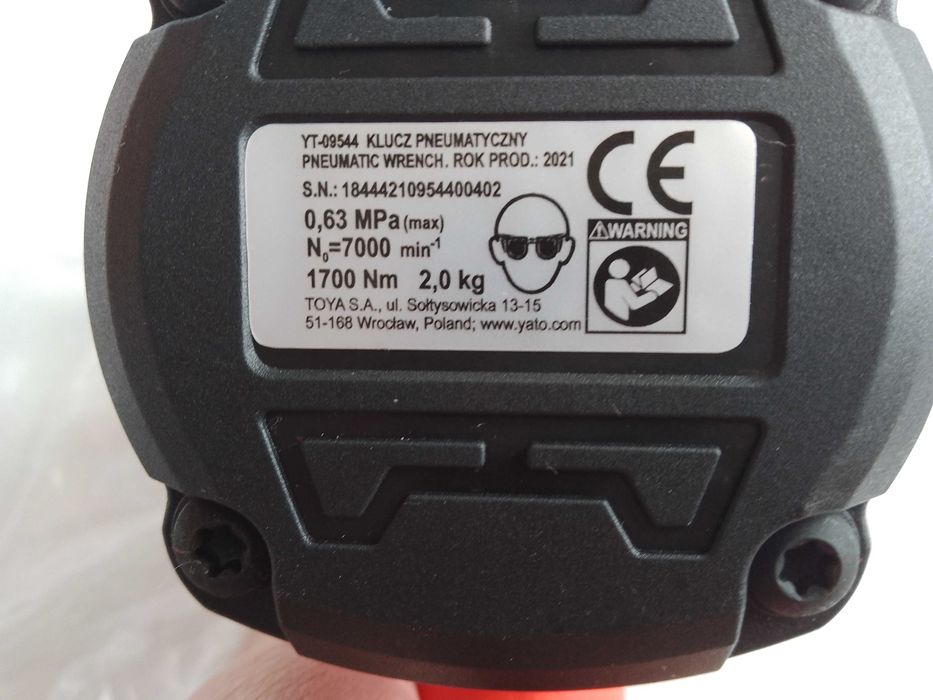 YT-09544 KLUCZ PNEUMATYCZNY
PNEUMATIC WRENCH. ROK PROD.: 2021
S.N.: 18444210954400402
0,63 MPa (max)
N₀=7000 min⁻¹
1700 Nm 2,0 kg
TOYA S.A., ul. Sołtysowicka 13-15
51-168 Wrocław, Poland; www.yato.com
CE
WARNING